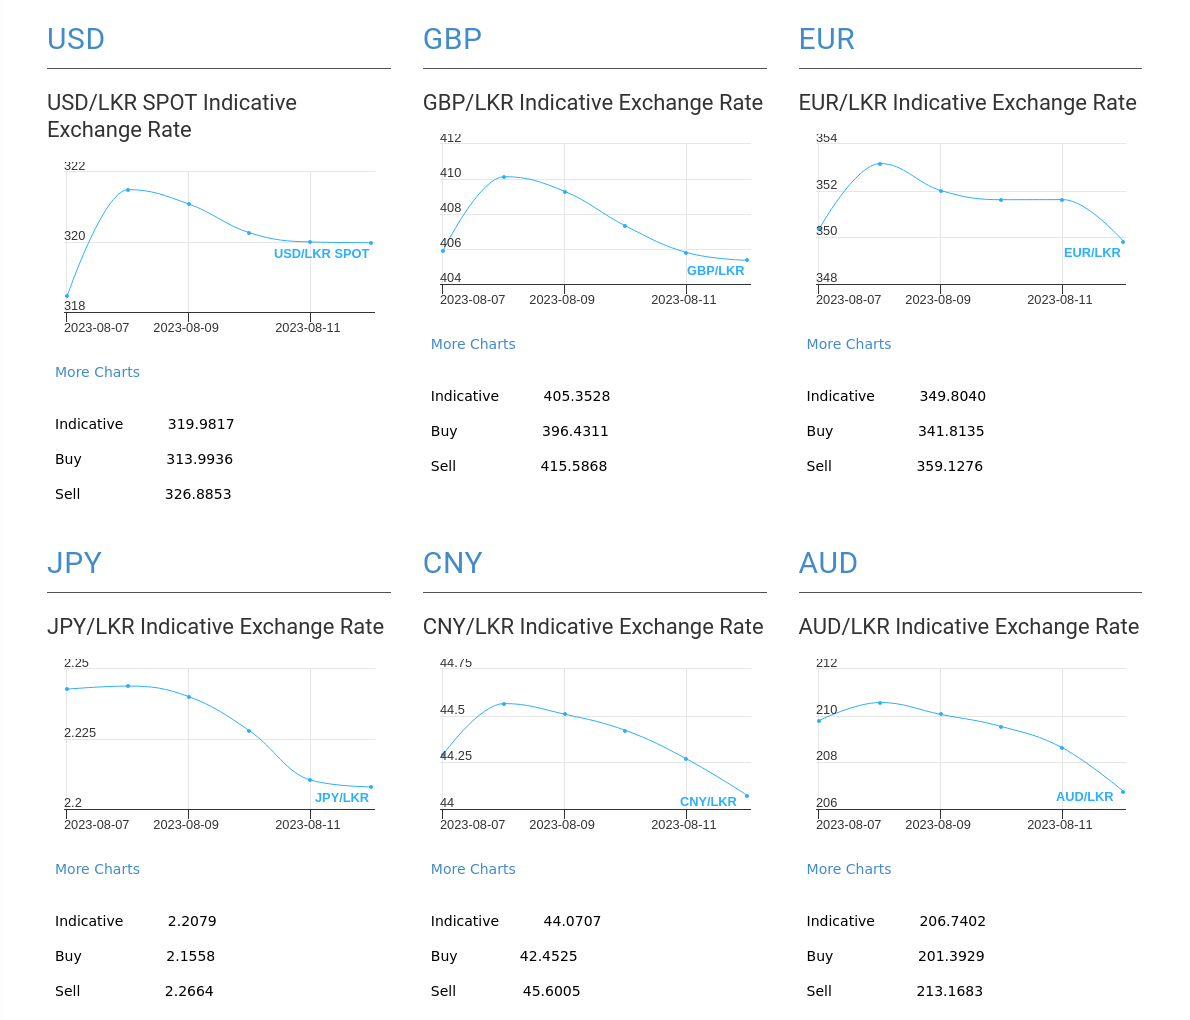 USD
USD/LKR SPOT Indicative
Exchange Rate
322
320
318
USD/LKR SPOT
2023-08-07 2023-08-09 2023-08-11
More Charts
Indicative 319.9817
Buy 313.9936
Sell 326.8853
GBP
GBP/LKR Indicative Exchange Rate
412
410
408
406
404
GBP/LKR
2023-08-07 2023-08-09 2023-08-11
More Charts
Indicative 405.3528
Buy 396.4311
Sell 415.5868
EUR
EUR/LKR Indicative Exchange Rate
354
352
350
348
EUR/LKR
2023-08-07 2023-08-09 2023-08-11
More Charts
Indicative 349.8040
Buy 341.8135
Sell 359.1276
JPY
JPY/LKR Indicative Exchange Rate
2.25
2.225
2.2
JPY/LKR
2023-08-07 2023-08-09 2023-08-11
More Charts
Indicative 2.2079
Buy 2.1558
Sell 2.2664
CNY
CNY/LKR Indicative Exchange Rate
44.75
44.5
44.25
44
CNY/LKR
2023-08-07 2023-08-09 2023-08-11
More Charts
Indicative 44.0707
Buy 42.4525
Sell 45.6005
AUD
AUD/LKR Indicative Exchange Rate
212
210
208
206
AUD/LKR
2023-08-07 2023-08-09 2023-08-11
More Charts
Indicative 206.7402
Buy 201.3929
Sell 213.1683